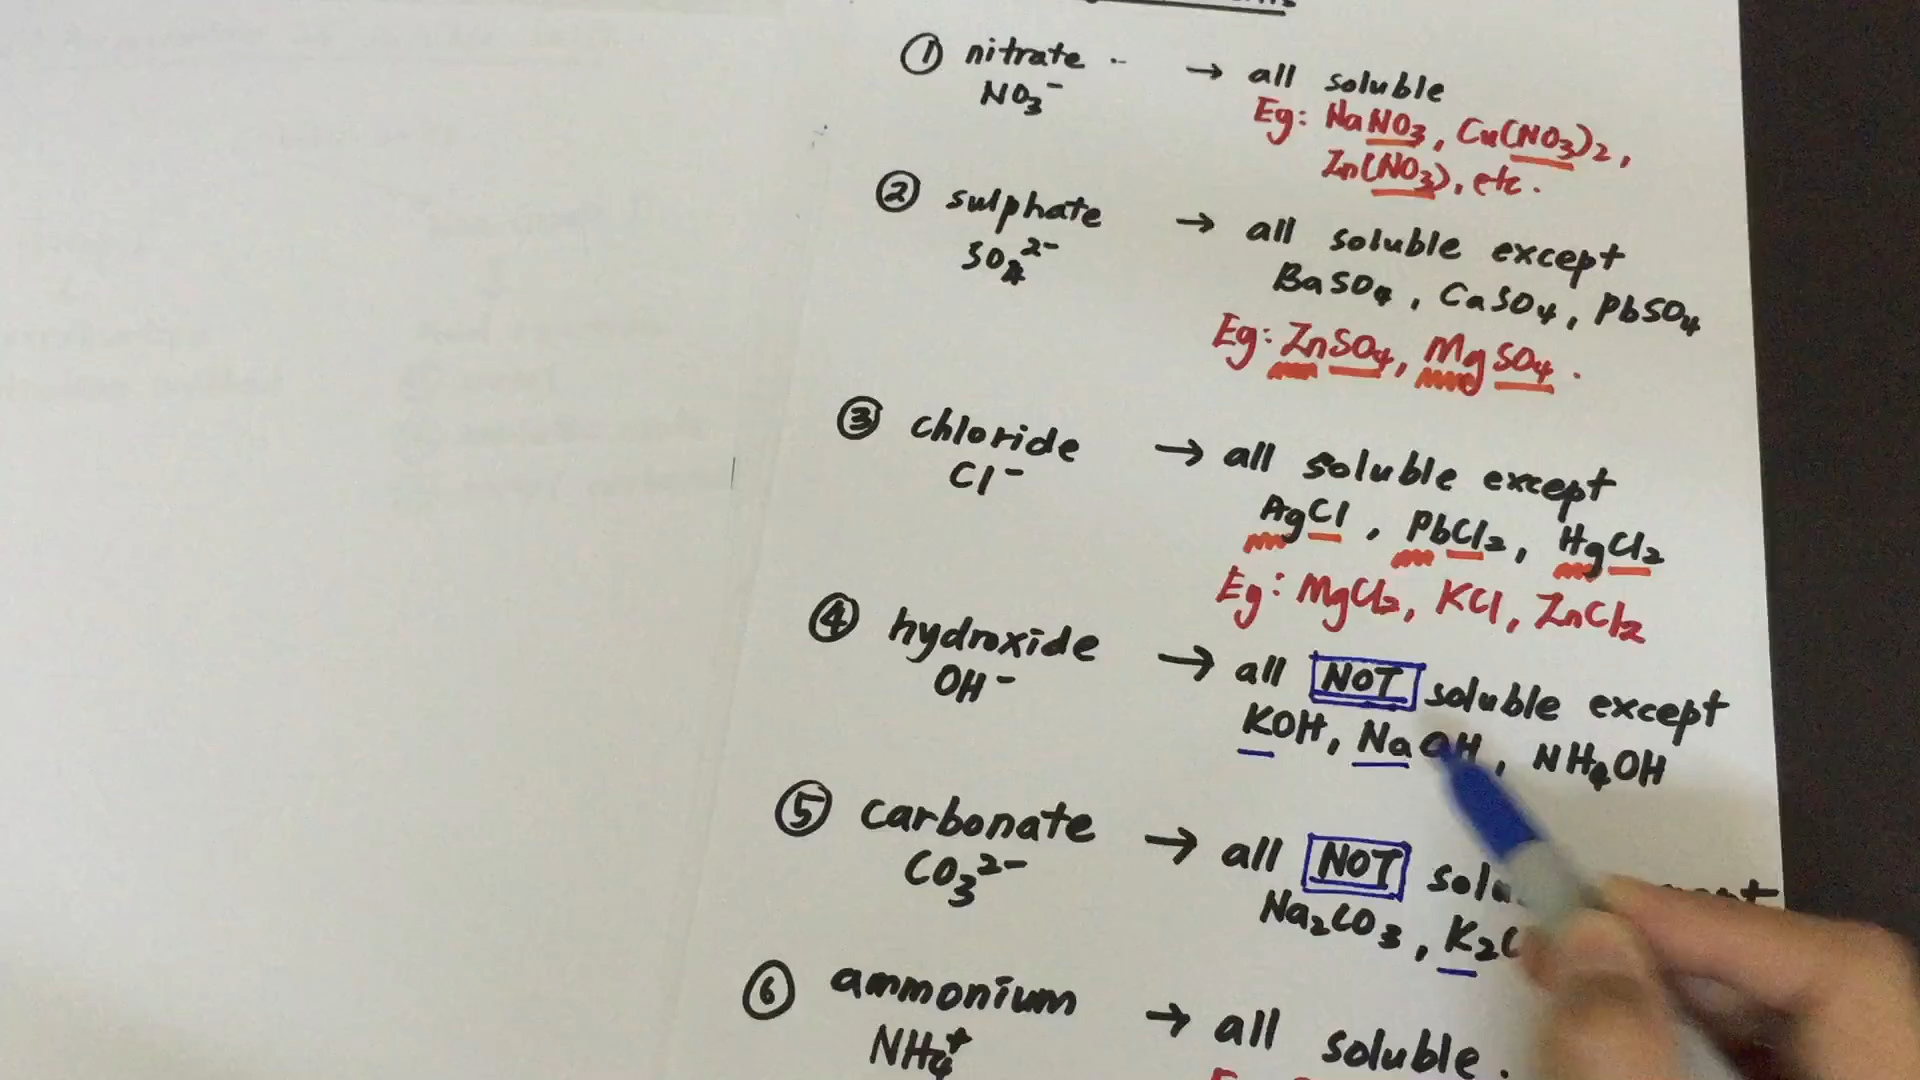 ① nitrate → all soluble
NO₃⁻
Eg: NaNO₃, Cu(NO₃)₂,
Zn(NO₃), etc.
② sulphate → all soluble except
SO₄²⁻
BaSO₄, CaSO₄, PbSO₄
Eg: ZnSO₄, MgSO₄.
③ chloride → all soluble except
Cl⁻
AgCl, PbCl₂, HgCl₂
Eg: MgCl₂, KCl, ZnCl₂
④ hydroxide → all NOT soluble except
OH⁻
KOH, NaOH, NH₄OH
⑤ carbonate → all NOT
CO₃²⁻
Na₂CO₃,
⑥ ammonium → all soluble.
NH₄⁺